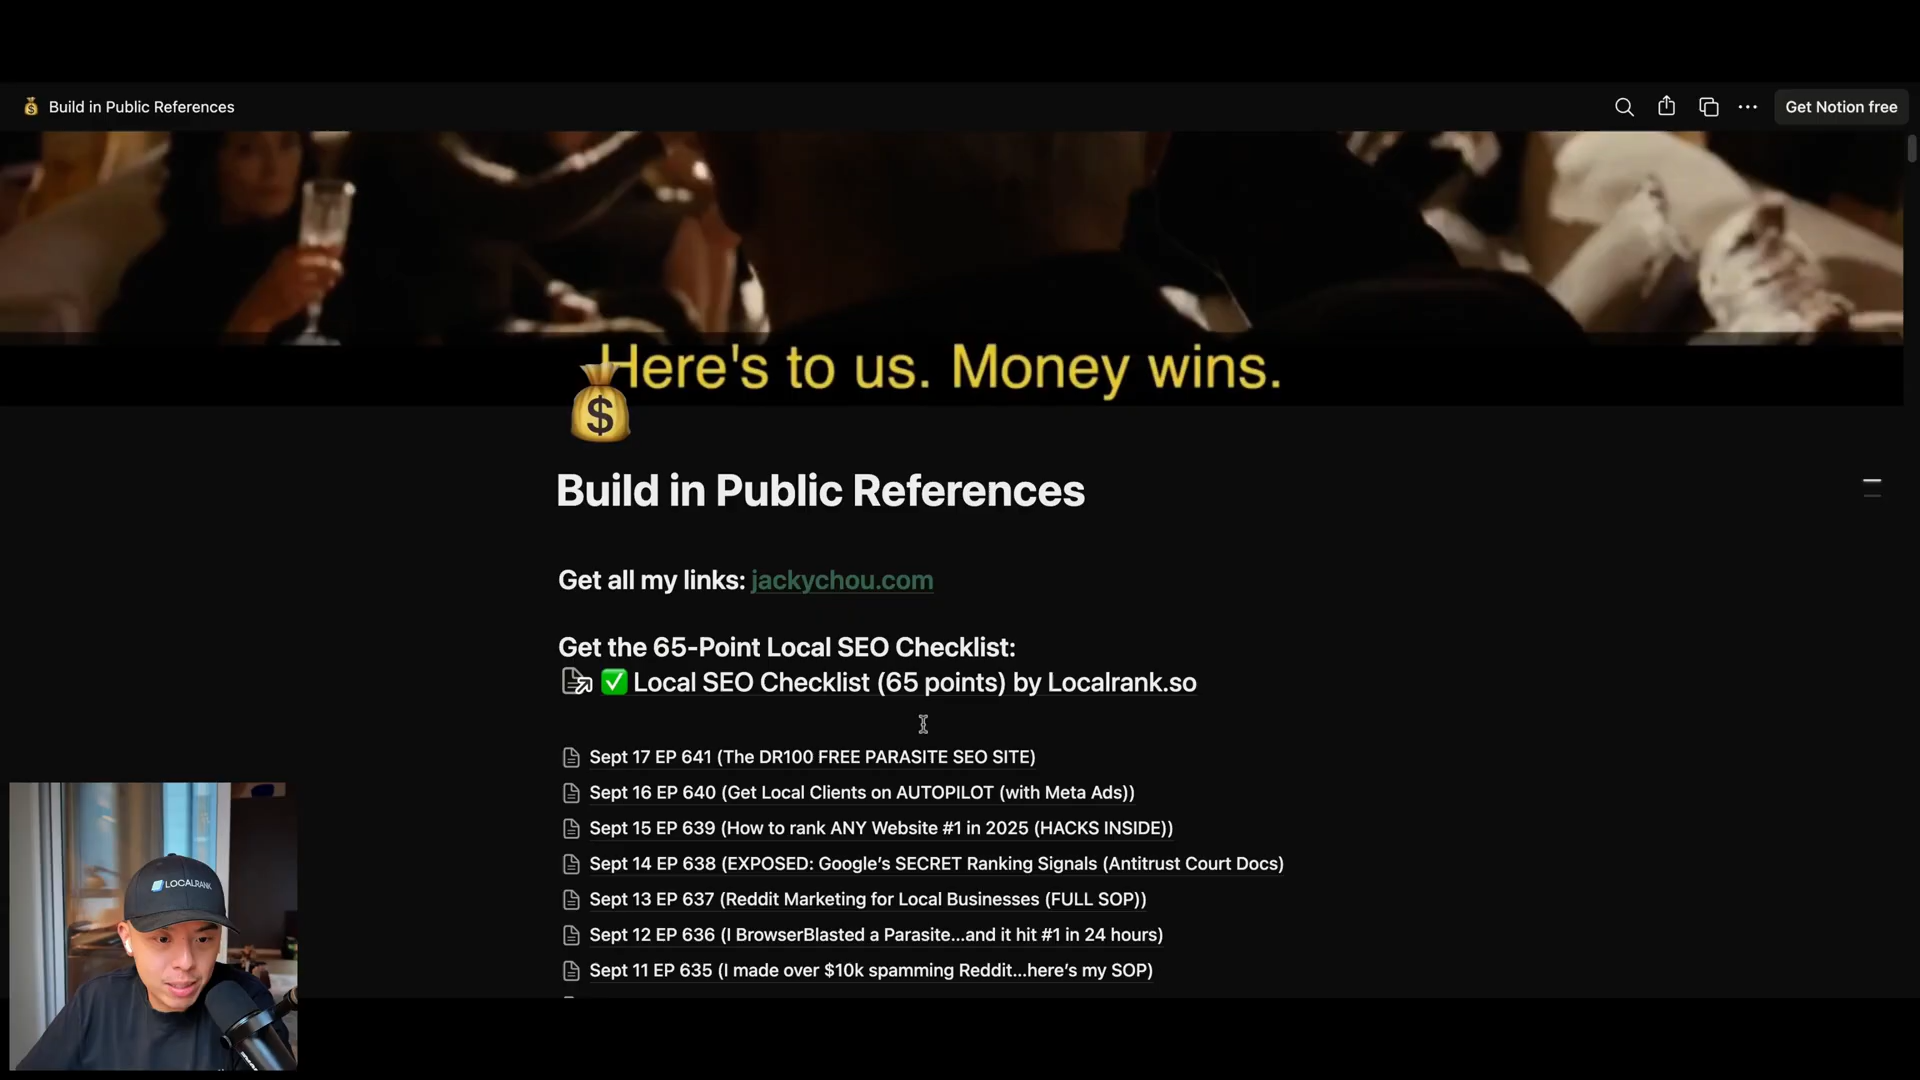 Build in Public References
Get Notion free
Here's to us. Money wins.
Build in Public References
Get all my links: jackychou.com
Get the 65-Point Local SEO Checklist:
✅ Local SEO Checklist (65 points) by Localrank.so
Sept 17 EP 641 (The DR100 FREE PARASITE SEO SITE)
Sept 16 EP 640 (Get Local Clients on AUTOPILOT (with Meta Ads))
Sept 15 EP 639 (How to rank ANY Website #1 in 2025 (HACKS INSIDE))
Sept 14 EP 638 (EXPOSED: Google’s SECRET Ranking Signals (Antitrust Court Docs)
Sept 13 EP 637 (Reddit Marketing for Local Businesses (FULL SOP))
Sept 12 EP 636 (I BrowserBlasted a Parasite...and it hit #1 in 24 hours)
Sept 11 EP 635 (I made over $10k spamming Reddit...here’s my SOP)
LOCALRANK